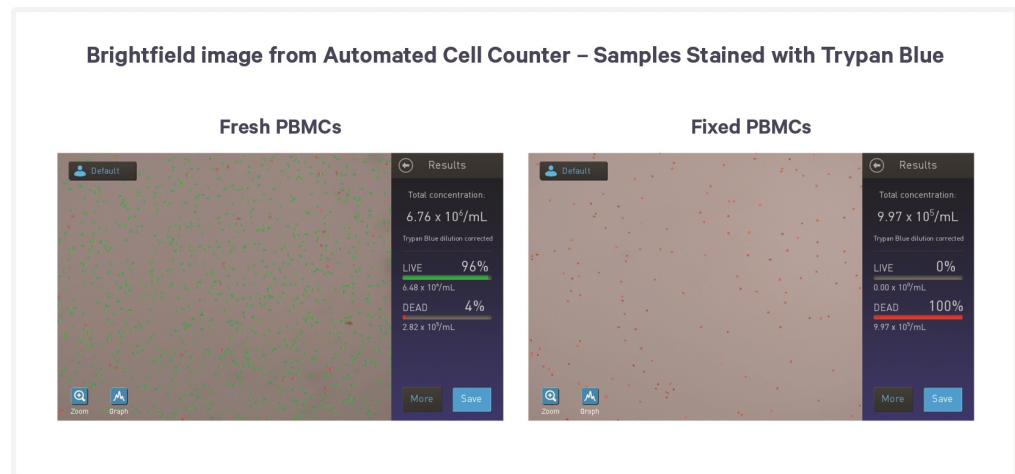 Brightfield image from Automated Cell Counter – Samples Stained with Trypan Blue
Fresh PBMCs
Default
Results
Total concentration:
6.76 x 10⁶/mL
Trypan Blue dilution corrected
LIVE 96%
6.48 x 10⁶/mL
DEAD 4%
2.82 x 10⁵/mL
Zoom
Graph
More
Save
Fixed PBMCs
Default
Results
Total concentration:
9.97 x 10⁵/mL
Trypan Blue dilution corrected
LIVE 0%
0.00 x 10⁰/mL
DEAD 100%
9.97 x 10⁵/mL
Zoom
Graph
More
Save